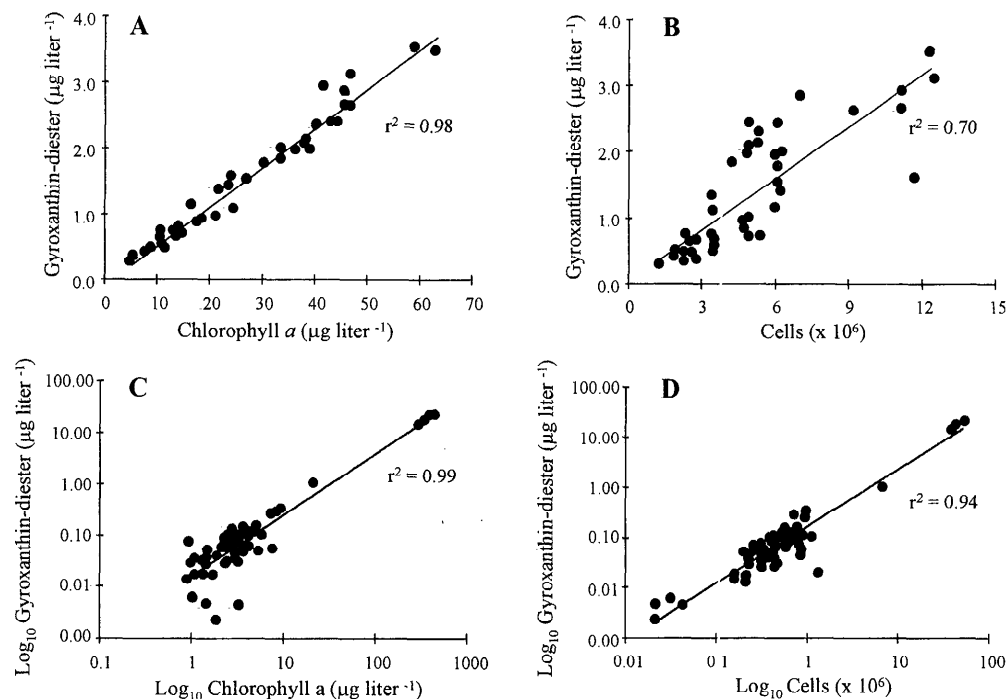 A
Gyroxanthin-diester (µg liter -1)
4.0
3.0
2.0
1.0
0.0
r2 = 0.98
0 10 20 30 40 50 60 70
Chlorophyll a (µg liter -1)
B
Gyroxanthin-diester (µg liter -1)
4.0
3.0
2.0
1.0
0.0
r2 = 0.70
0 3 6 9 12 15
Cells (x 106)
C
Log10 Gyroxanthin-diester (µg liter -1)
100.00
10.00
1.00
0.10
0.01
0.00
r2 = 0.99
0.1 1 10 100 1000
Log10 Chlorophyll a (µg liter -1)
D
Log10 Gyroxanthin-diester (µg liter -1)
100.00
10.00
1.00
0.10
0.01
0.00
r2 = 0.94
0.01 0 1 1 10 100
Log10 Cells (x 106)